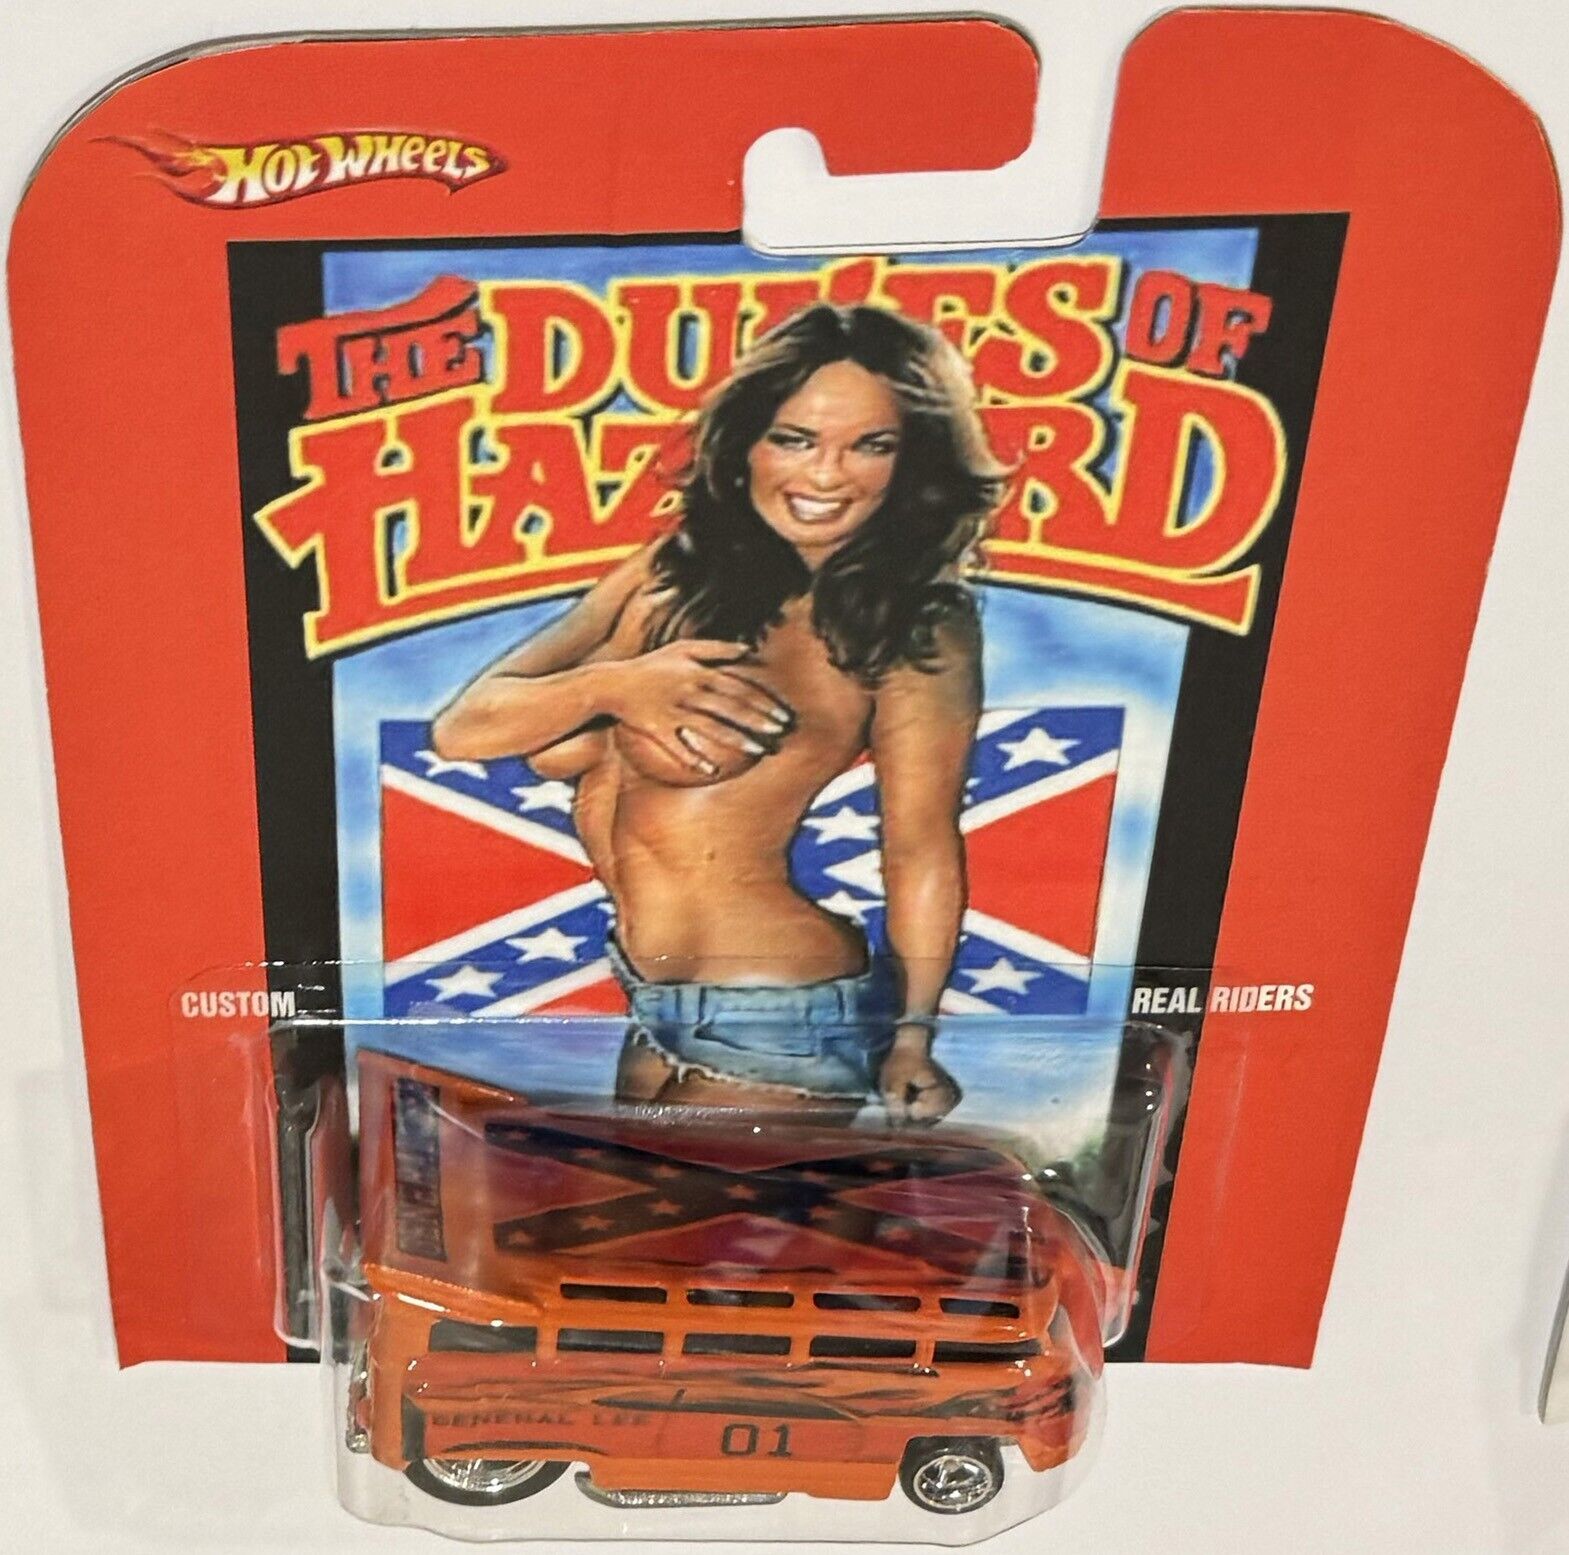 HOT WHEELS
THE DUKES OF
HAZZARD
CUSTOM
REAL RIDERS
GENERAL LEE
01